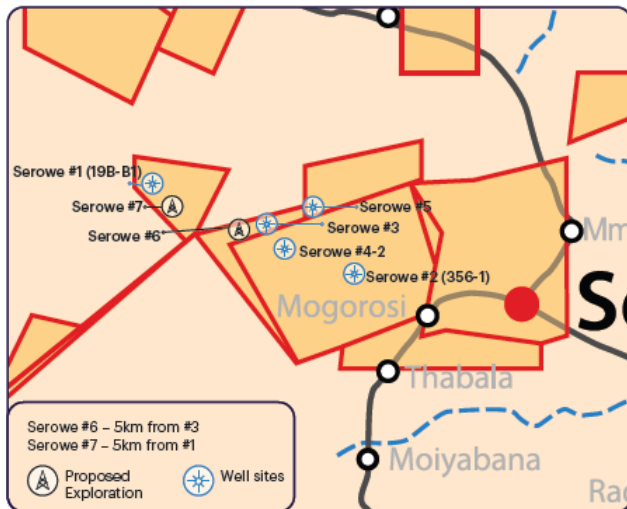 Serowe #1 (19B-B1)
Serowe #7
Serowe #6
Serowe #5
Serowe #3
Serowe #4-2
Serowe #2 (356-1)
Mogorosi
Thabala
Moiyabana
Serowe #6 – 5km from #3
Serowe #7 – 5km from #1
Proposed
Exploration
Well sites